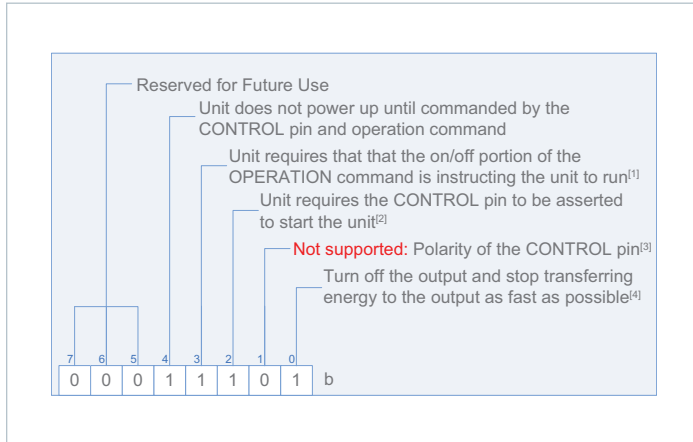 Reserved for Future Use
Unit does not power up until commanded by the
CONTROL pin and operation command
Unit requires that that the on/off portion of the
OPERATION command is instructing the unit to run[1]
Unit requires the CONTROL pin to be asserted
to start the unit[2]
Not supported: Polarity of the CONTROL pin[3]
Turn off the output and stop transferring
energy to the output as fast as possible[4]
7 6 5 4 3 2 1 0
0 0 0 1 1 1 0 1 b